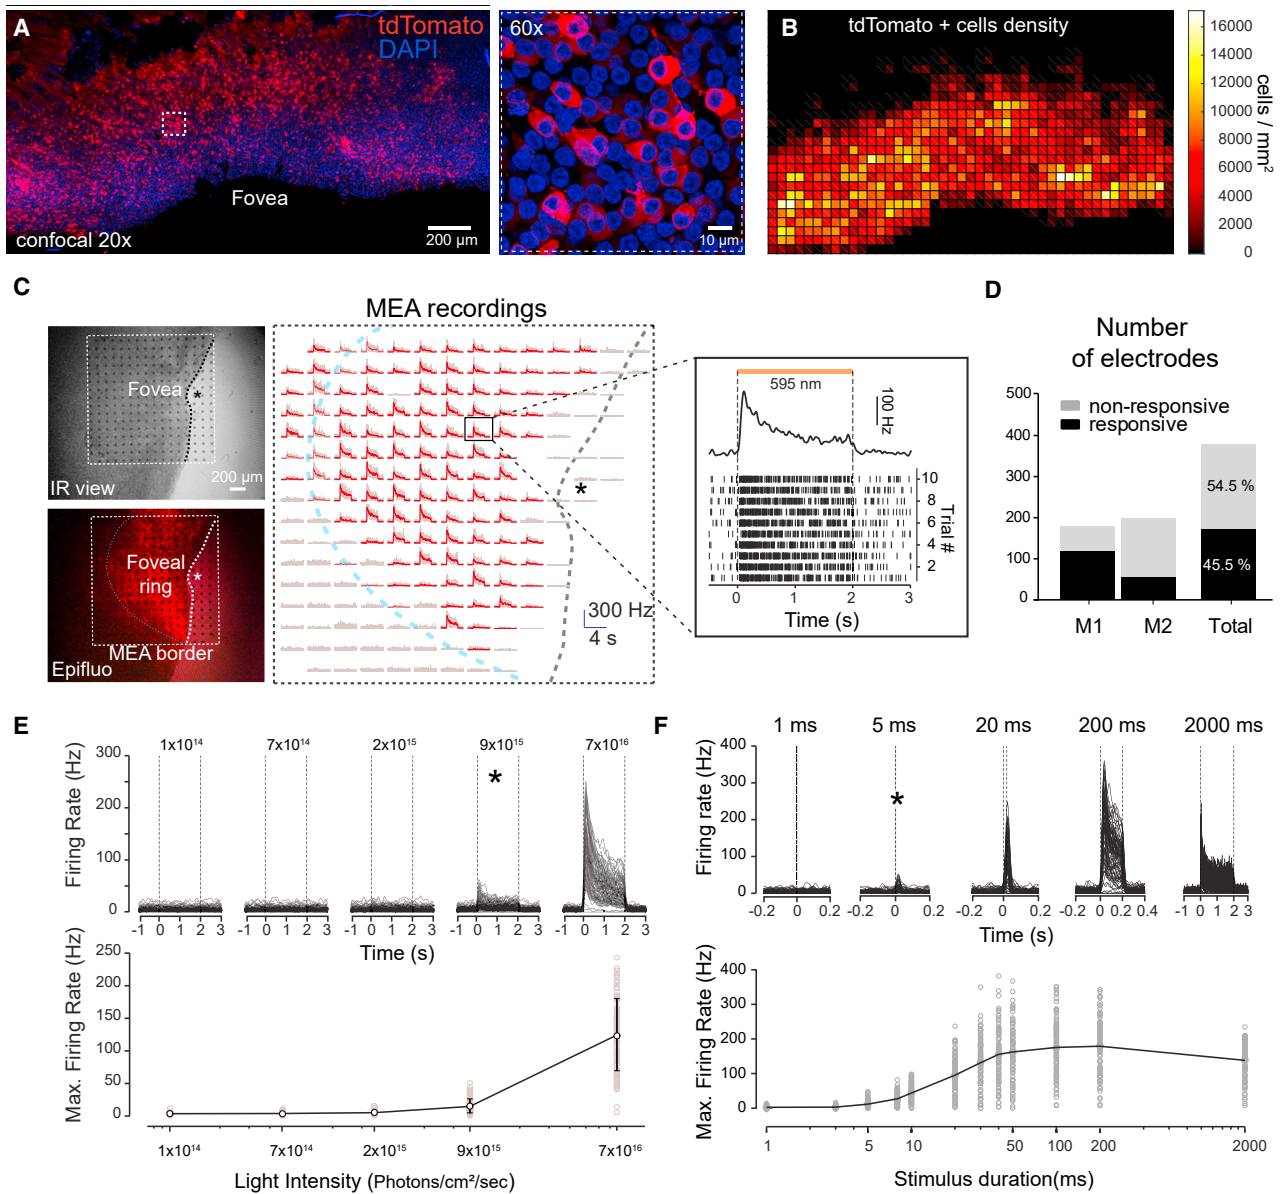 A
tdTomato
DAPI
Fovea
confocal 20x
200 µm
60x
10 µm
B
tdTomato + cells density
16000
14000
12000
10000
8000
6000
4000
2000
0
cells / mm²
C
MEA recordings
Fovea
*
200 µm
IR view
Foveal
ring
*
MEA border
Epifluo
*
300 Hz
4 s
595 nm
100 Hz
10
8
6
4
2
Trial #
0 1 2 3
Time (s)
D
Number
of electrodes
500
400
300
200
100
0
non-responsive
responsive
54.5 %
45.5 %
M1 M2 Total
E
1x10¹⁴ 7x10¹⁴ 2x10¹⁵ 9x10¹⁵ 7x10¹⁶
*
Firing Rate (Hz)
300
200
100
0
-1 0 1 2 3 -1 0 1 2 3 -1 0 1 2 3 -1 0 1 2 3 -1 0 1 2 3
Time (s)
Max. Firing Rate (Hz)
250
200
150
100
50
0
1x10¹⁴ 7x10¹⁴ 2x10¹⁵ 9x10¹⁵ 7x10¹⁶
Light Intensity (Photons/cm²/sec)
F
1 ms 5 ms 20 ms 200 ms 2000 ms
*
Firing rate (Hz)
400
300
200
100
0
-0.2 0 0.2 -0.2 0 0.2 -0.2 0 0.2 -0.2 0 0.2 0.4 -1 0 1 2 3
Time (s)
Max. Firing Rate (Hz)
400
300
200
100
0
1 5 10 50 100 200 2000
Stimulus duration(ms)